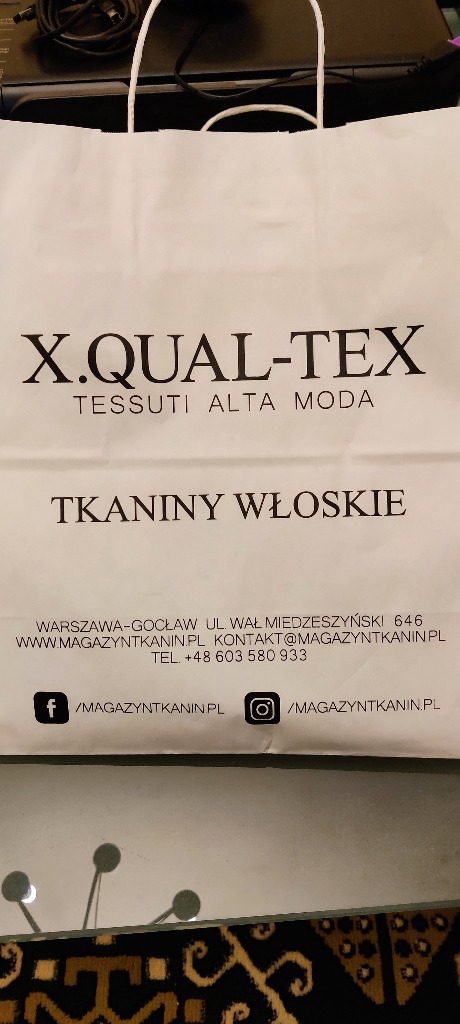 X.QUAL-TEX
TESSUTI ALTA MODA
TKANINY WŁOSKIE
WARSZAWA-GOCŁAW UL. WAŁ MIEDZESZYŃSKI 646
WWW.MAGAZYNTKANIN.PL KONTAKT@MAGAZYNTKANIN.PL
TEL. +48 603 580 933
f /MAGAZYNTKANIN.PL /MAGAZYNTKANIN.PL